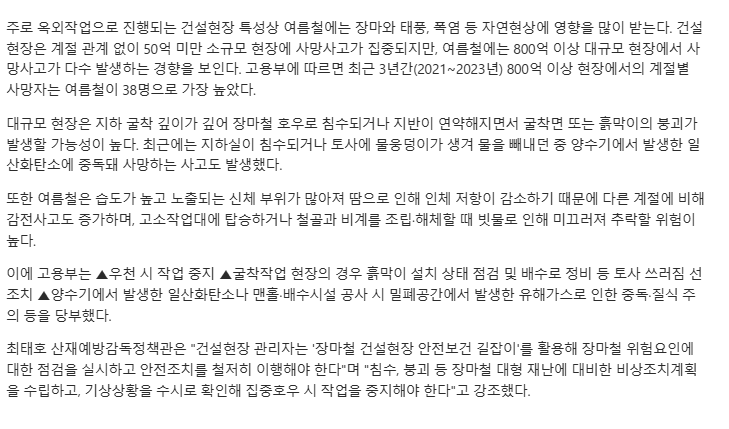 주로 옥외작업으로 진행되는 건설현장 특성상 여름철에는 장마와 태풍, 폭염 등 자연현상에 영향을 많이 받는다. 건설
현장은 계절 관계 없이 50억 미만 소규모 현장에 사망사고가 집중되지만, 여름철에는 800억 이상 대규모 현장에서 사
망사고가 다수 발생하는 경향을 보인다. 고용부에 따르면 최근 3년간(2021~2023년) 800억 이상 현장에서의 계절별
사망자는 여름철이 38명으로 가장 높았다.
대규모 현장은 지하 굴착 깊이가 깊어 장마철 호우로 침수되거나 지반이 연약해지면서 굴착면 또는 흙막이의 붕괴가
발생할 가능성이 높다. 최근에는 지하실이 침수되거나 토사에 물웅덩이가 생겨 물을 빼내던 중 양수기에서 발생한 일
산화탄소에 중독돼 사망하는 사고도 발생했다.
또한 여름철은 습도가 높고 노출되는 신체 부위가 많아져 땀으로 인해 인체 저항이 감소하기 때문에 다른 계절에 비해
감전사고도 증가하며, 고소작업대에 탑승하거나 철골과 비계를 조립·해체할 때 빗물로 인해 미끄러져 추락할 위험이
높다.
이에 고용부는 ▲우천 시 작업 중지 ▲굴착작업 현장의 경우 흙막이 설치 상태 점검 및 배수로 정비 등 토사 쓰러짐 선
조치 ▲양수기에서 발생한 일산화탄소나 맨홀·배수시설 공사 시 밀폐공간에서 발생한 유해가스로 인한 중독·질식 주
의 등을 당부했다.
최태호 산재예방감독정책관은 "건설현장 관리자는 '장마철 건설현장 안전보건 길잡이'를 활용해 장마철 위험요인에
대한 점검을 실시하고 안전조치를 철저히 이행해야 한다"며 "침수, 붕괴 등 장마철 대형 재난에 대비한 비상조치계획
을 수립하고, 기상상황을 수시로 확인해 집중호우 시 작업을 중지해야 한다"고 강조했다.